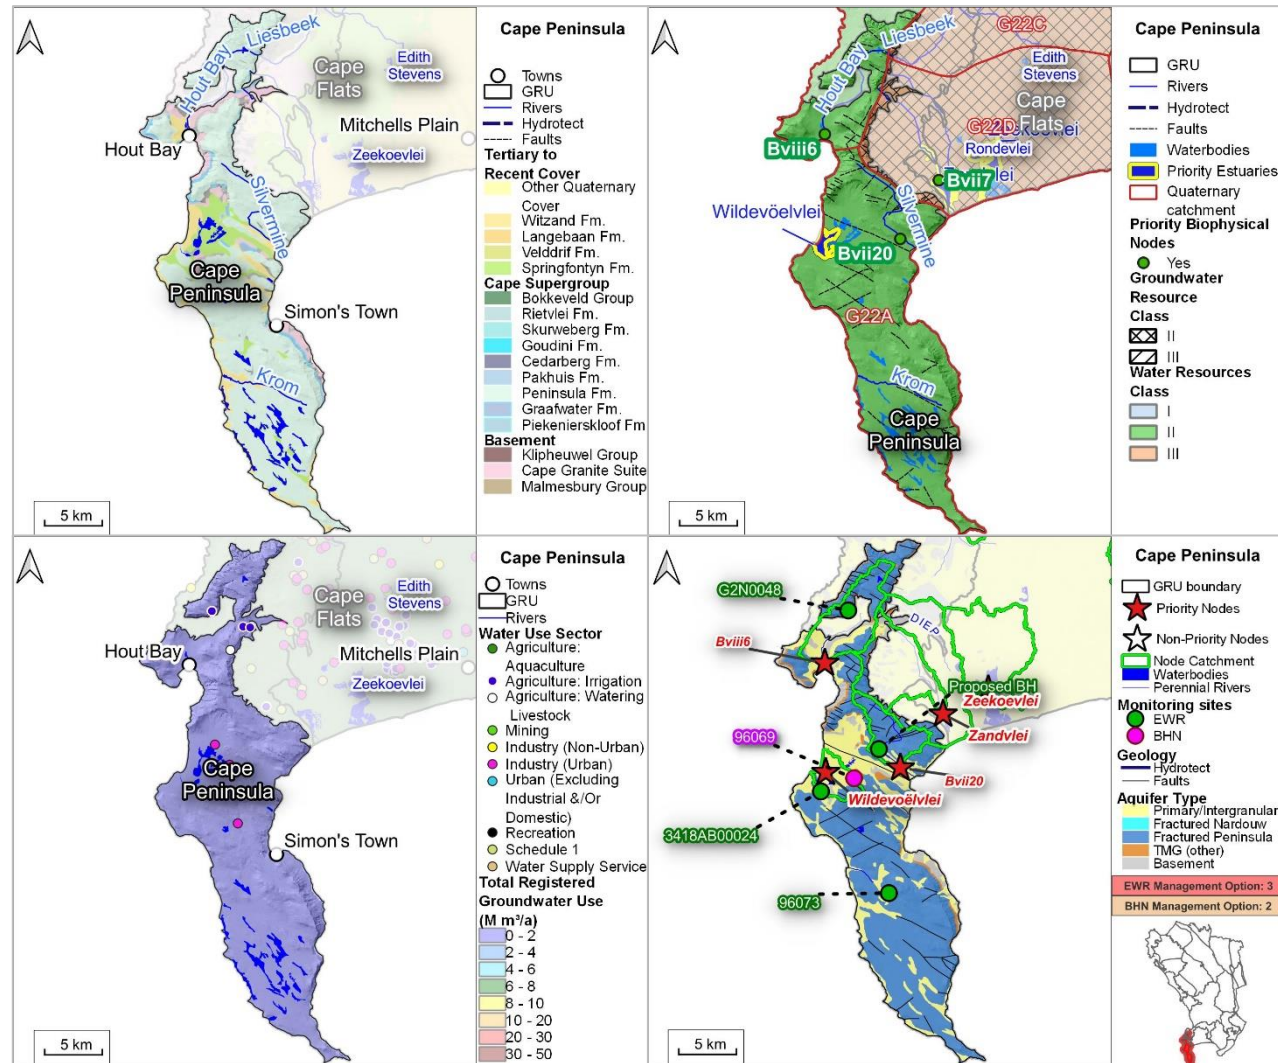 Liesbeek
Hout Bay
Edith
Stevens
Cape
Flats
Mitchells Plain
Hout Bay
Zeekoevlei
Silvermine
Cape
Peninsula
Simon's Town
Krom
5 km
Cape Peninsula
Towns
GRU
Rivers
Hydrotect
Faults
Tertiary to
Recent Cover
Other Quaternary
Cover
Witzand Fm.
Langebaan Fm.
Velddrif Fm.
Springfontyn Fm.
Cape Supergroup
Bokkeveld Group
Rietvlei Fm.
Skurweberg Fm.
Goudini Fm.
Cedarberg Fm.
Pakhuis Fm.
Peninsula Fm.
Graafwater Fm.
Piekenierskloof Fm
Basement
Klipheuwel Group
Cape Granite Suite
Malmesbury Group
G22C
Liesbeek
Hout Bay
Edith
Stevens
Cape
Flats
G22D
Zeekoevlei
Rondevlei
Bviii6
Bvii7
Silvermine
Wildevöelvlei
Bvii20
G22A
Krom
Cape
Peninsula
5 km
Cape Peninsula
GRU
Rivers
Hydrotect
Faults
Waterbodies
Priority Estuaries
Quaternary
catchment
Priority Biophysical
Nodes
Yes
Groundwater
Resource
Class
II
III
Water Resources
Class
I
II
III
Cape
Flats
Edith
Stevens
Hout Bay
Mitchells Plain
Zeekoevlei
Cape
Peninsula
Simon's Town
5 km
Cape Peninsula
Towns
GRU
Rivers
Water Use Sector
Agriculture:
Aquaculture
Agriculture: Irrigation
Agriculture: Watering
Livestock
Mining
Industry (Non-Urban)
Industry (Urban)
Urban (Excluding
Industrial &/Or
Domestic)
Recreation
Schedule 1
Water Supply Service
Total Registered
Groundwater Use
(M m³/a)
0 - 2
2 - 4
4 - 6
6 - 8
8 - 10
10 - 20
20 - 30
30 - 50
G2N0048
DIEP
Bviii6
Proposed BH
Zeekoevlei
Zandvlei
96069
Bvii20
Wildevoëlvlei
3418AB00024
96073
5 km
Cape Peninsula
GRU boundary
Priority Nodes
Non-Priority Nodes
Node Catchment
Waterbodies
Perennial Rivers
Monitoring sites
EWR
BHN
Geology
Hydrotect
Faults
Aquifer Type
Primary/Intergranular
Fractured Nardouw
Fractured Peninsula
TMG (other)
Basement
EWR Management Option: 3
BHN Management Option: 2